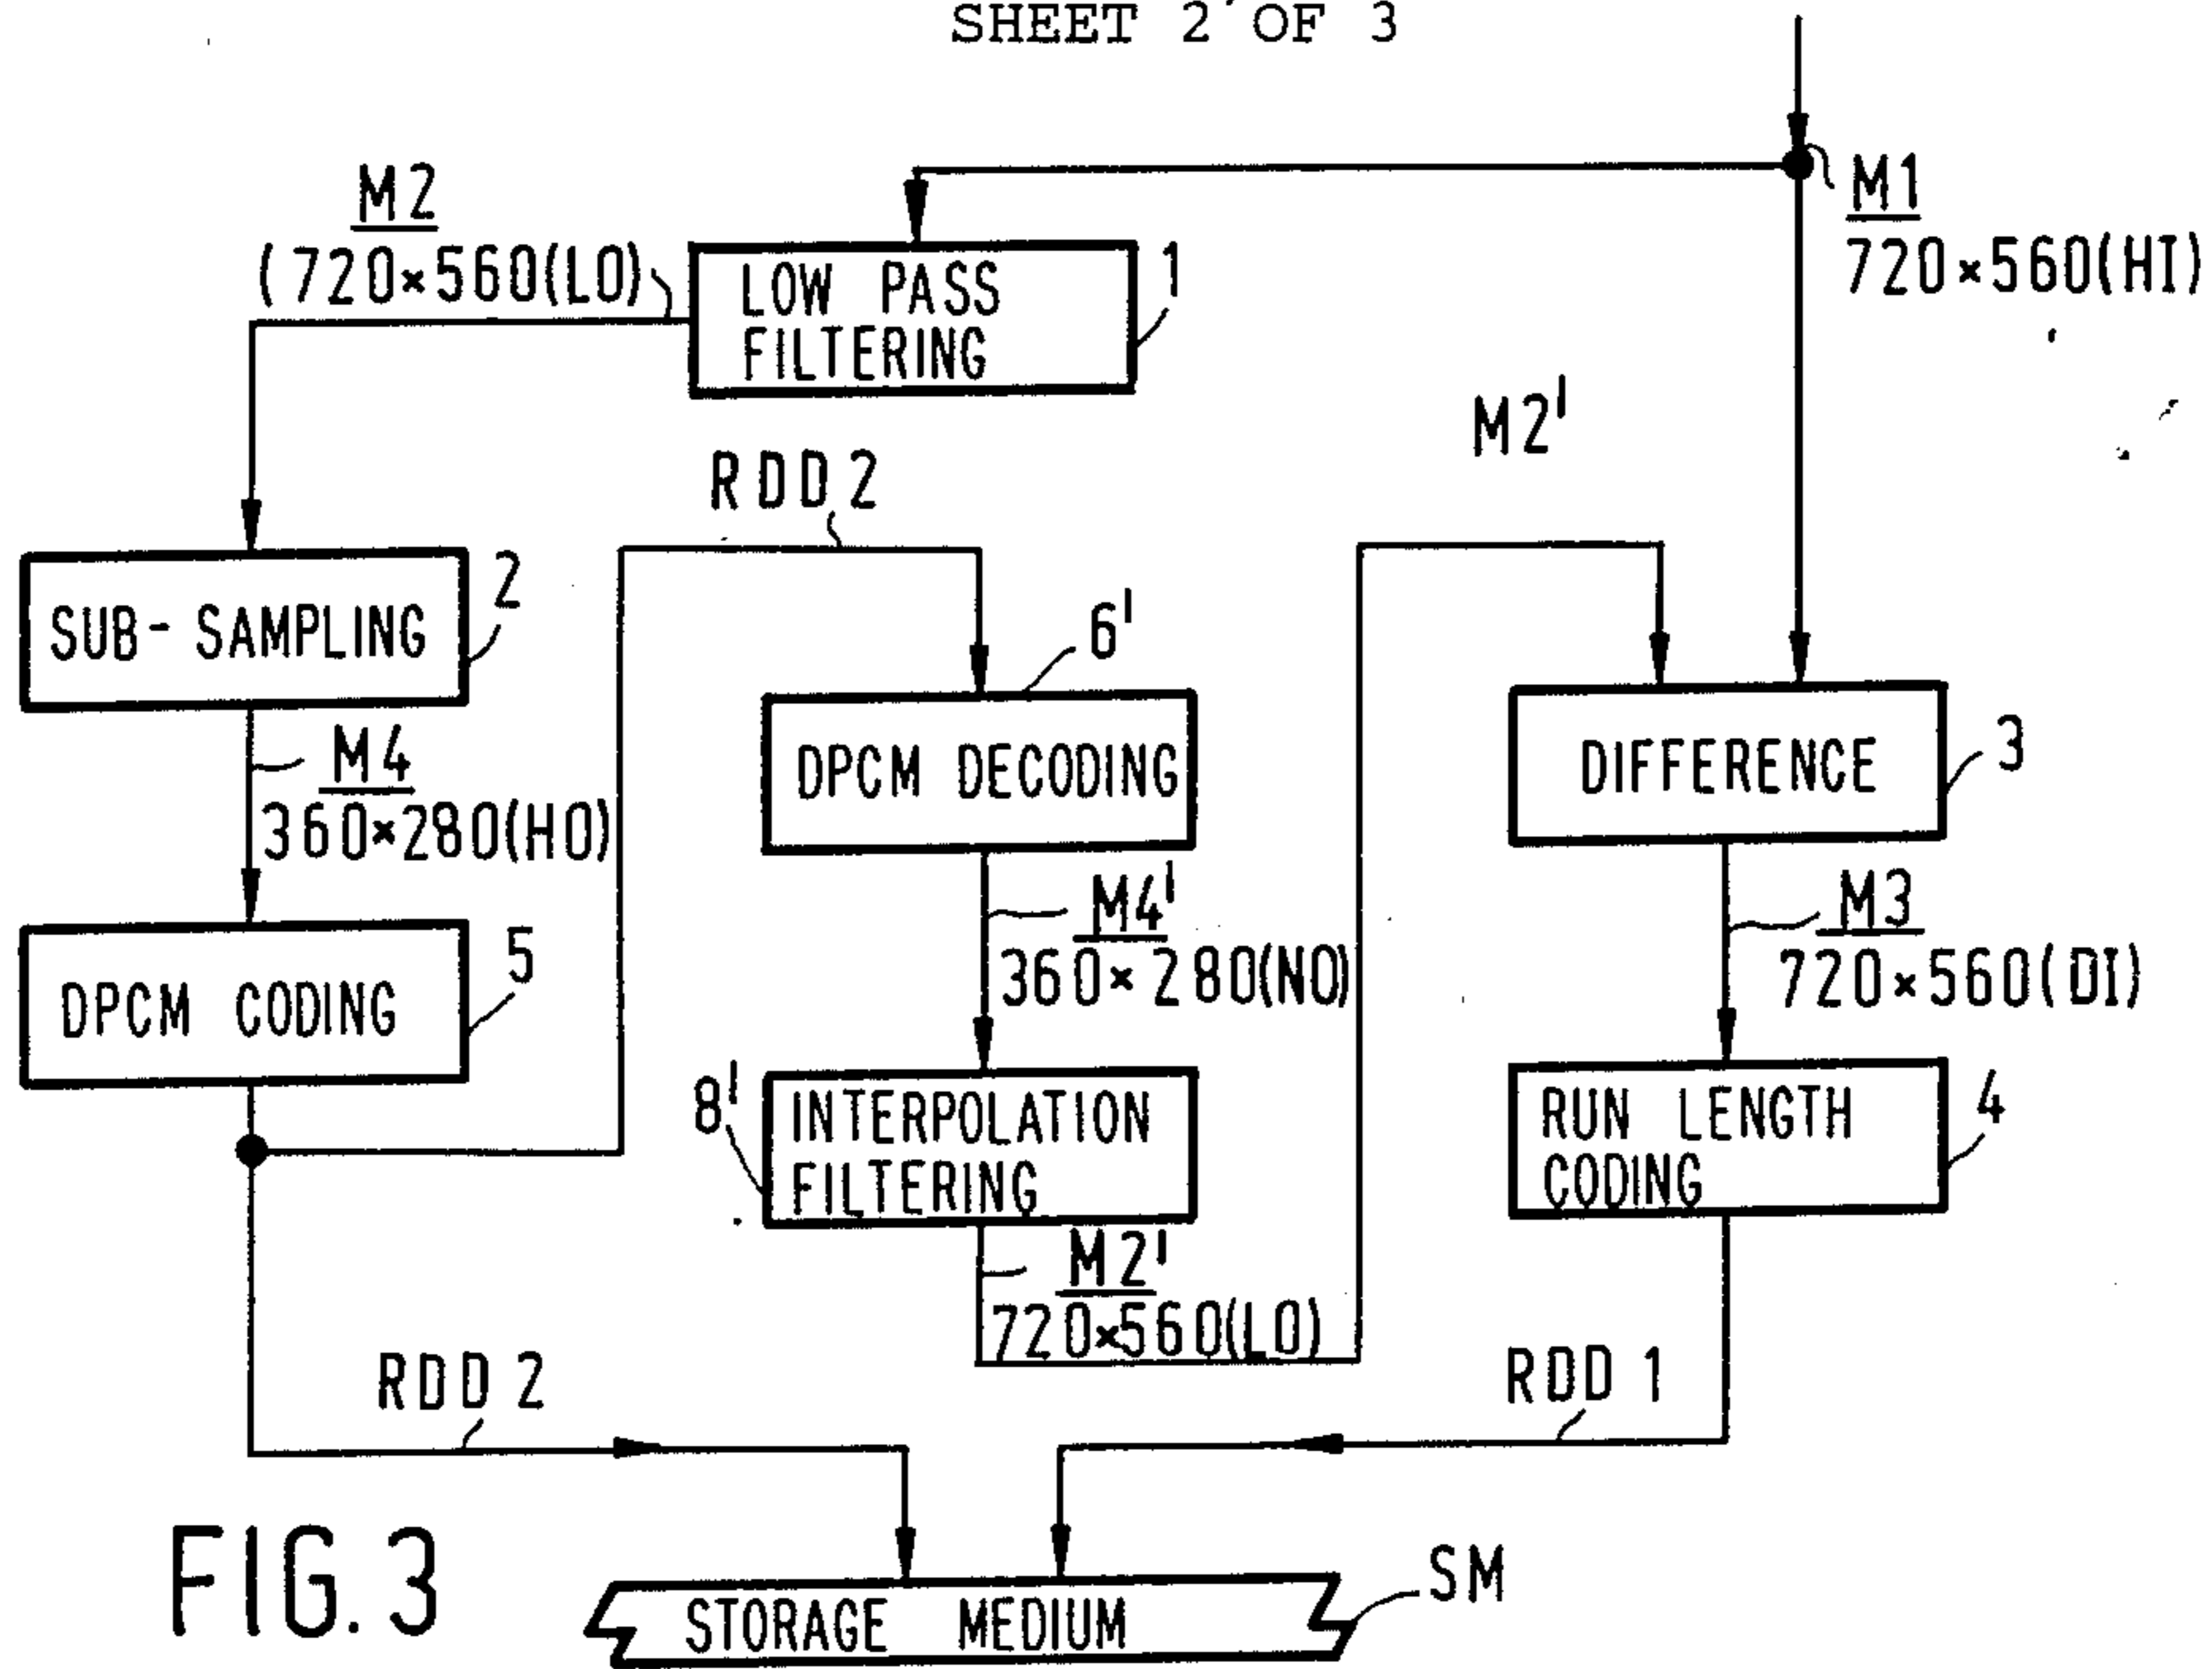 SHEET 2 OF 3
M2
(720×560(LO)
LOW PASS
FILTERING
1
M1
720×560(HI)
M2'
RDD 2
SUB-SAMPLING
2
6'
DPCM DECODING
DIFFERENCE
3
M4
360×280(HO)
M4'
360×280(NO)
M3
720×560(DI)
DPCM CODING
5
8'
INTERPOLATION
FILTERING
RUN LENGTH
CODING
4
M2'
720×560(LO)
RDD 2
RDD 1
FIG. 3
STORAGE MEDIUM
SM